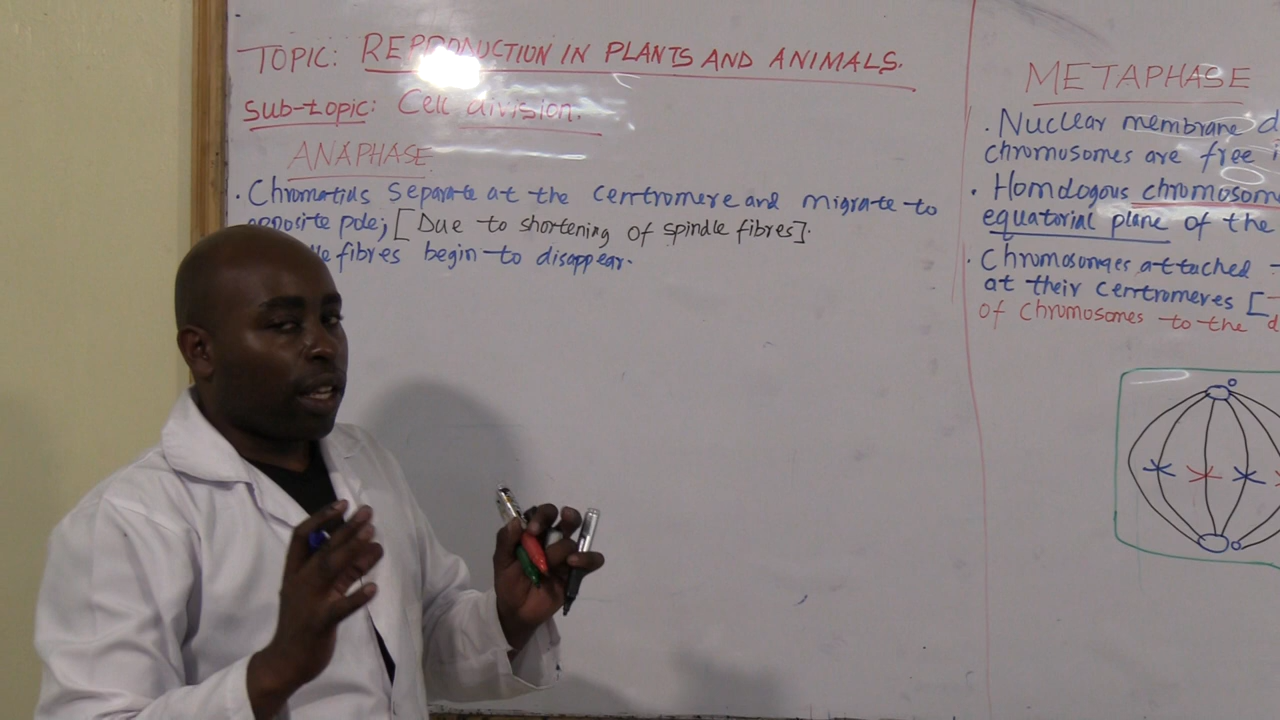 TOPIC: REPRODUCTION IN PLANTS AND ANIMALS.
Sub-topic: Cell division.
ANAPHASE
. Chromatids separate at the centromere and migrate to
opposite pole; [Due to shortening of spindle fibres].
fibres begin to disappear.
METAPHASE
. Nuclear membrane
chromosomes are free
. Homologous chromosom
equatorial plane of the
. Chromosomes attached
at their centromeres [
of chromosomes to the